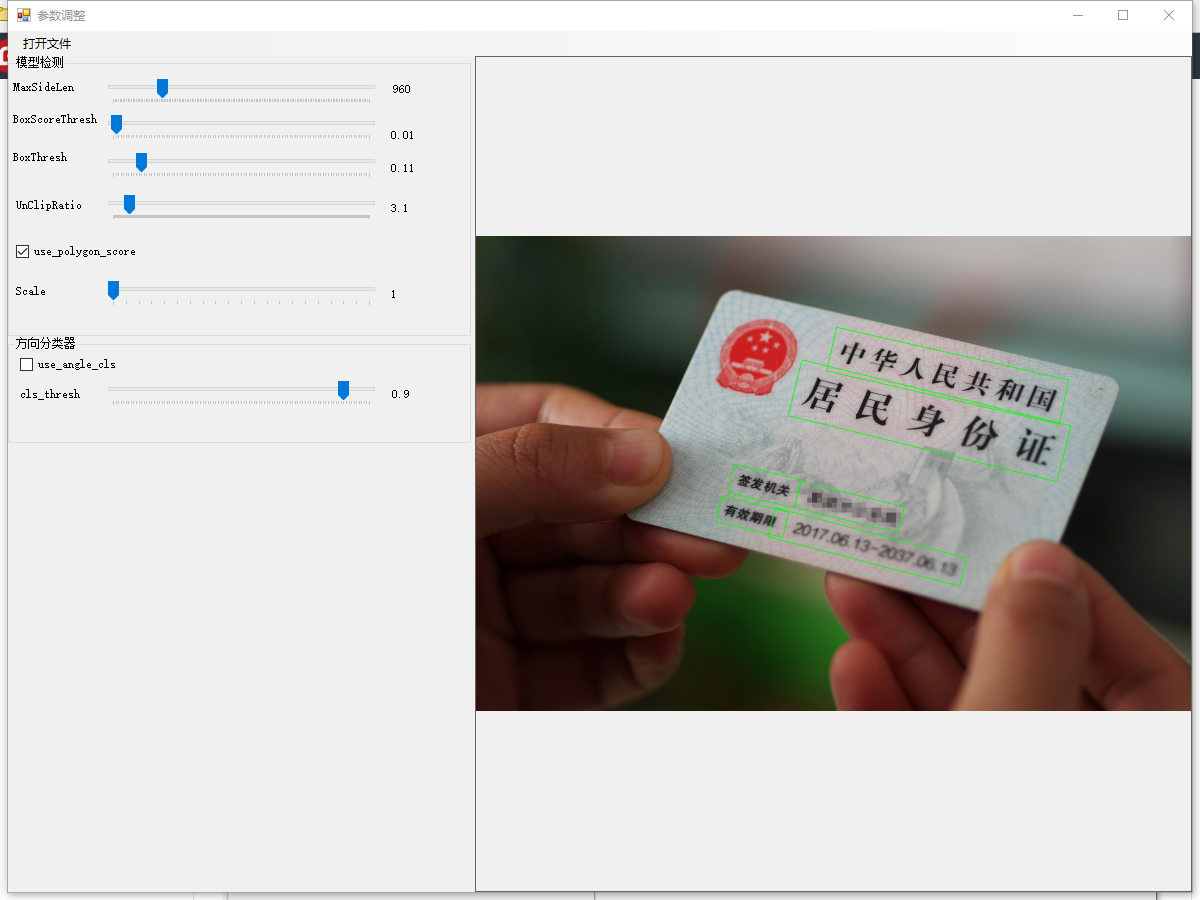 参数调整
打开文件
模型检测
MaxSideLen 960
BoxScoreThresh 0.01
BoxThresh 0.11
UnClipRatio 3.1
use_polygon_score
Scale 1
方向分类器
use_angle_cls
cls_thresh 0.9
中华人民共和国
居民身份证
签发机关
有效期限 2017.06.13-2037.06.13